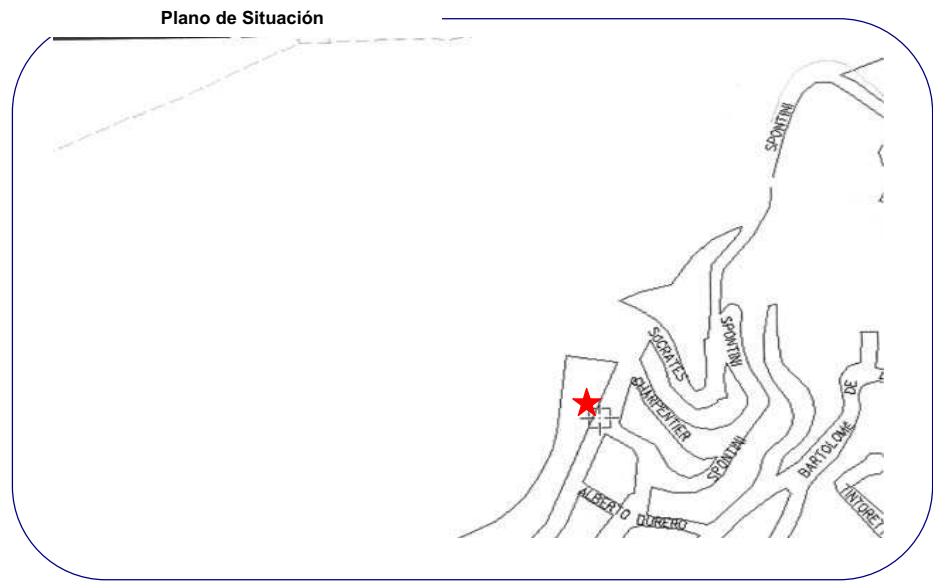 Plano de Situación
SPONTINI
SPONTINI
SOCRATES
CHARPENTIER
SPONTINI
DE
BARTOLOME
ALBERTO DURERO
TINTORET